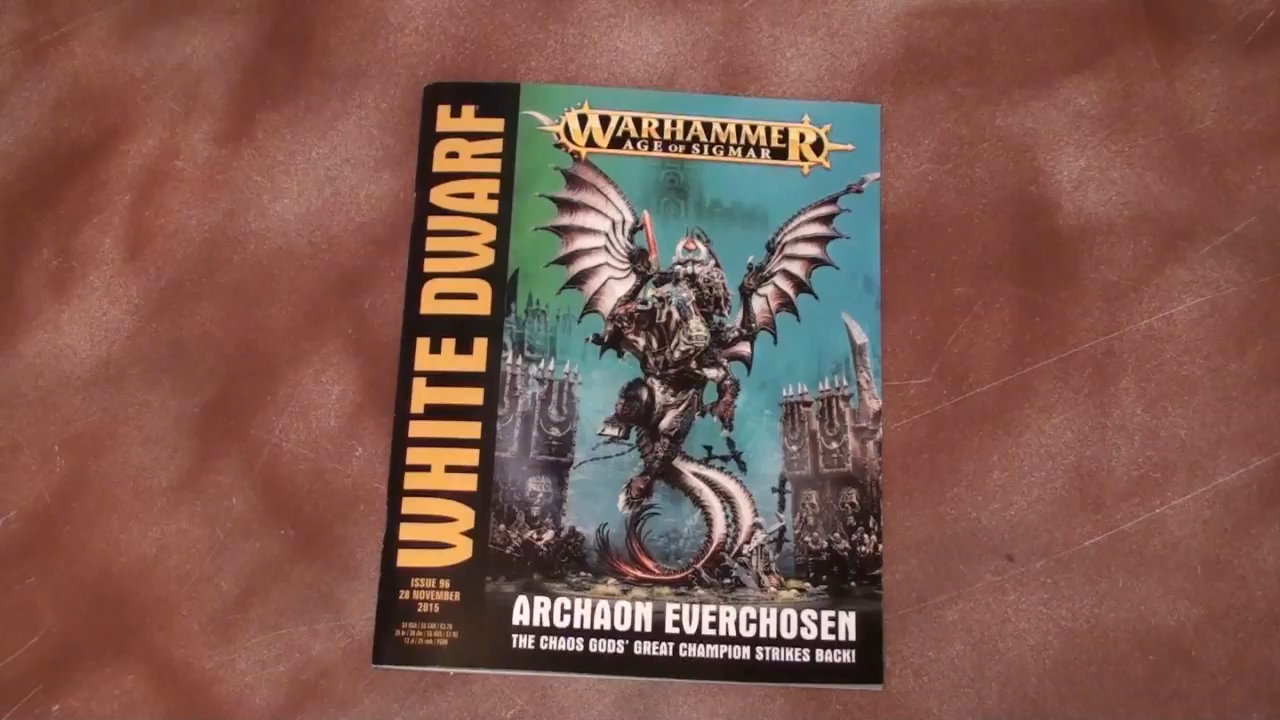 WHITE DWARF
ISSUE 96
28 NOVEMBER
2015
WARHAMMER
AGE OF SIGMAR
ARCHAON EVERCHOSEN
THE CHAOS GODS' GREAT CHAMPION STRIKES BACK!